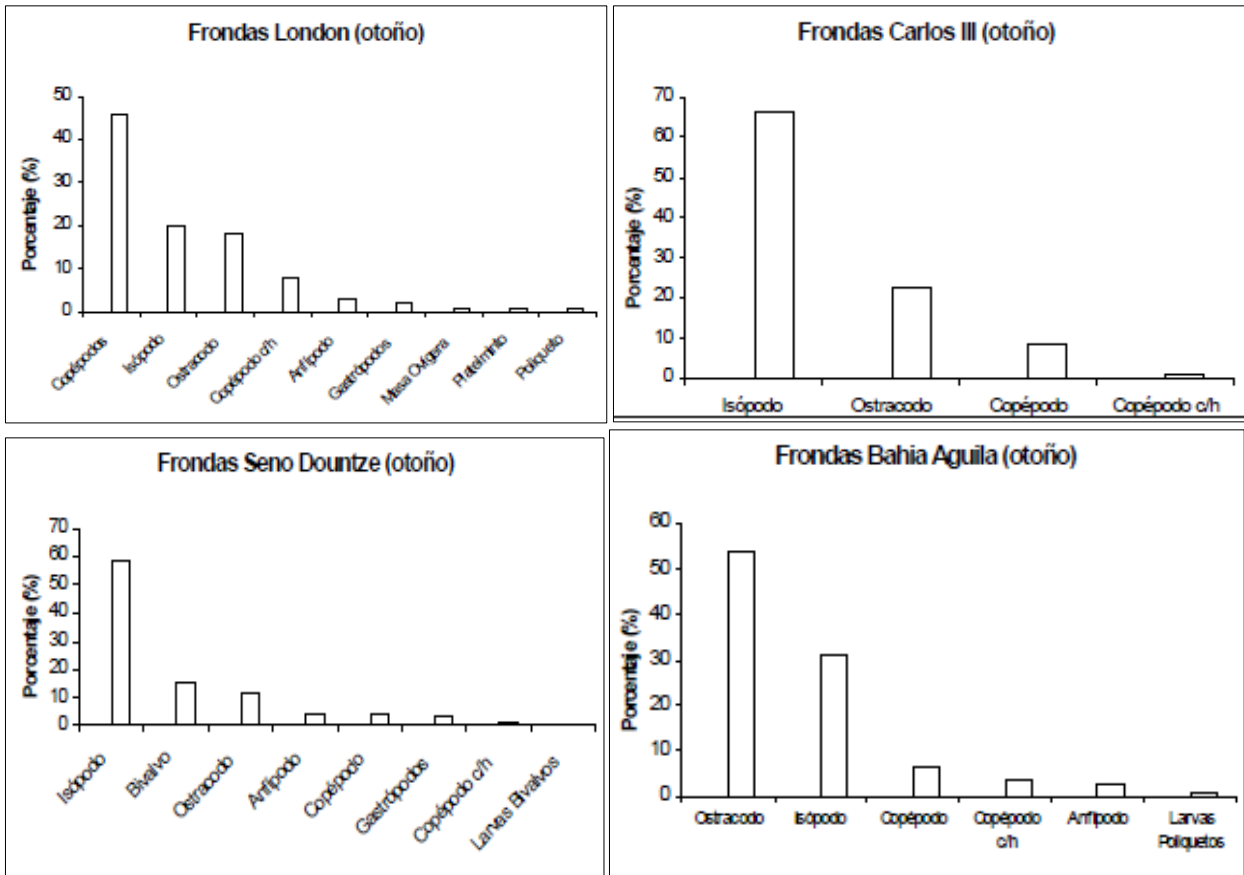 Frondas London (otoño)
Porcentaje (%)
50
40
30
20
10
0
Copépodos
Isópodo
Ostracodo
Copépodo c/h
Anfípodo
Gastrópodos
Masa Ovígera
Platelminto
Poliqueto
Frondas Carlos III (otoño)
Porcentaje (%)
70
60
50
40
30
20
10
0
Isópodo
Ostracodo
Copépodo
Copépodo c/h
Frondas Seno Dountze (otoño)
Porcentaje (%)
70
60
50
40
30
20
10
0
Isópodo
Bivalvo
Ostracodo
Anfípodo
Copépodo
Gastrópodos
Copépodo c/h
Larvas Bivalvos
Frondas Bahia Aguila (otoño)
Porcentaje (%)
60
50
40
30
20
10
0
Ostracodo
Isópodo
Copépodo
Copépodo
c/h
Anfípodo
Larvas
Poliquetos